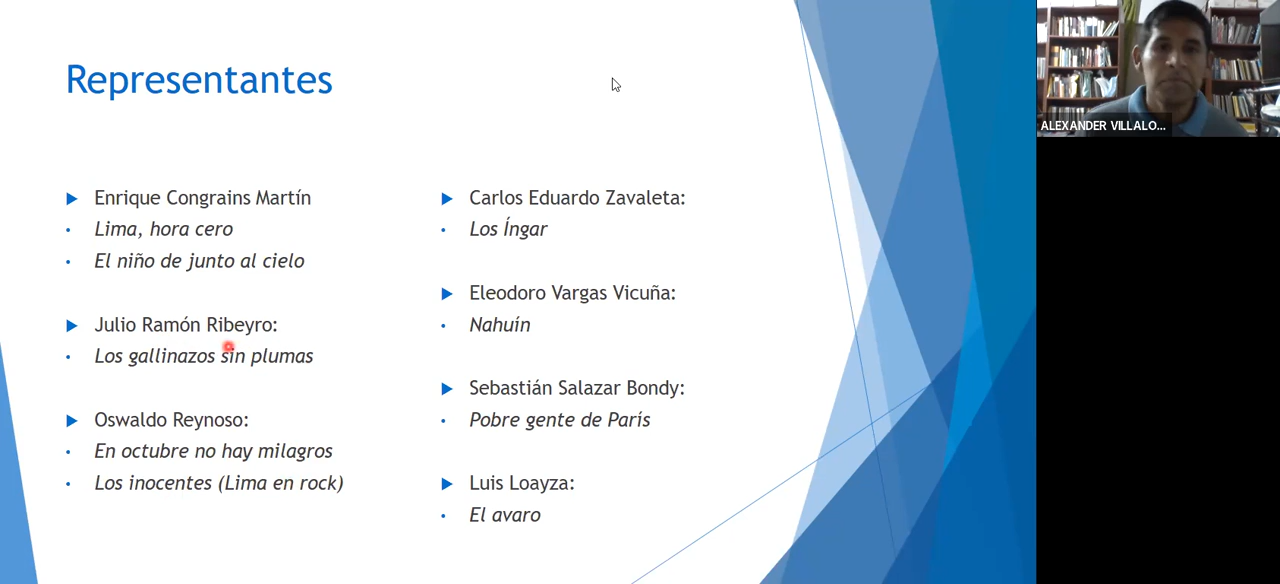 Representantes
Enrique Congrains Martín
Lima, hora cero
El niño de junto al cielo
Julio Ramón Ribeyro:
Los gallinazos sin plumas
Oswaldo Reynoso:
En octubre no hay milagros
Los inocentes (Lima en rock)
Carlos Eduardo Zavaleta:
Los Íngar
Eleodoro Vargas Vicuña:
Nahuín
Sebastián Salazar Bondy:
Pobre gente de París
Luis Loayza:
El avaro
ALEXANDER VILLALO...